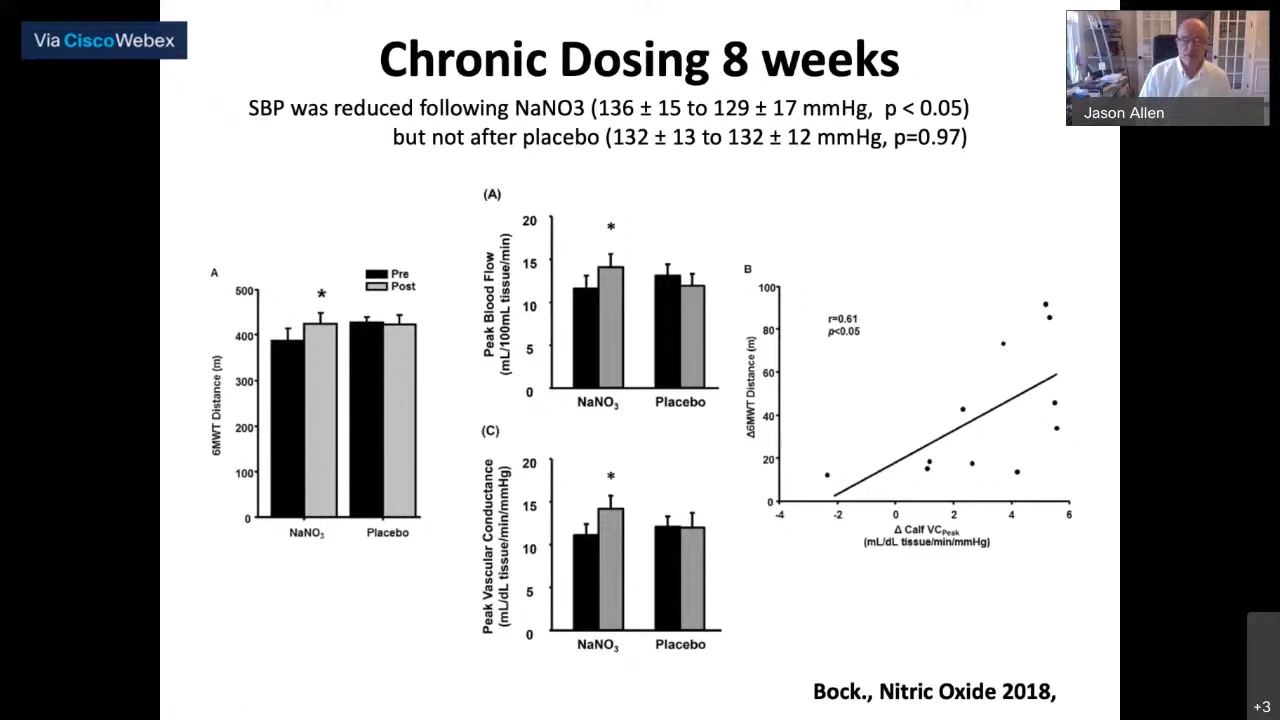 Via CiscoWebex
Chronic Dosing 8 weeks
SBP was reduced following NaNO3 (136 ± 15 to 129 ± 17 mmHg, p < 0.05)
but not after placebo (132 ± 13 to 132 ± 12 mmHg, p=0.97)
Jason Allen
A
Pre
Post
500
400
300
200
100
0
*
6MWT Distance (m)
NaNO₃
Placebo
(A)
20
15
10
5
0
*
Peak Blood Flow
(mL/100mL tissue/min)
NaNO₃
Placebo
(C)
20
15
10
5
0
*
Peak Vascular Conductance
(mL/dL tissue/min/mmHg)
NaNO₃
Placebo
B
100
80
60
40
20
0
r=0.61
p<0.05
Δ6MWT Distance (m)
-4
-2
0
2
4
6
Δ Calf VCPeak
(mL/dL tissue/min/mmHg)
Bock., Nitric Oxide 2018,
+3